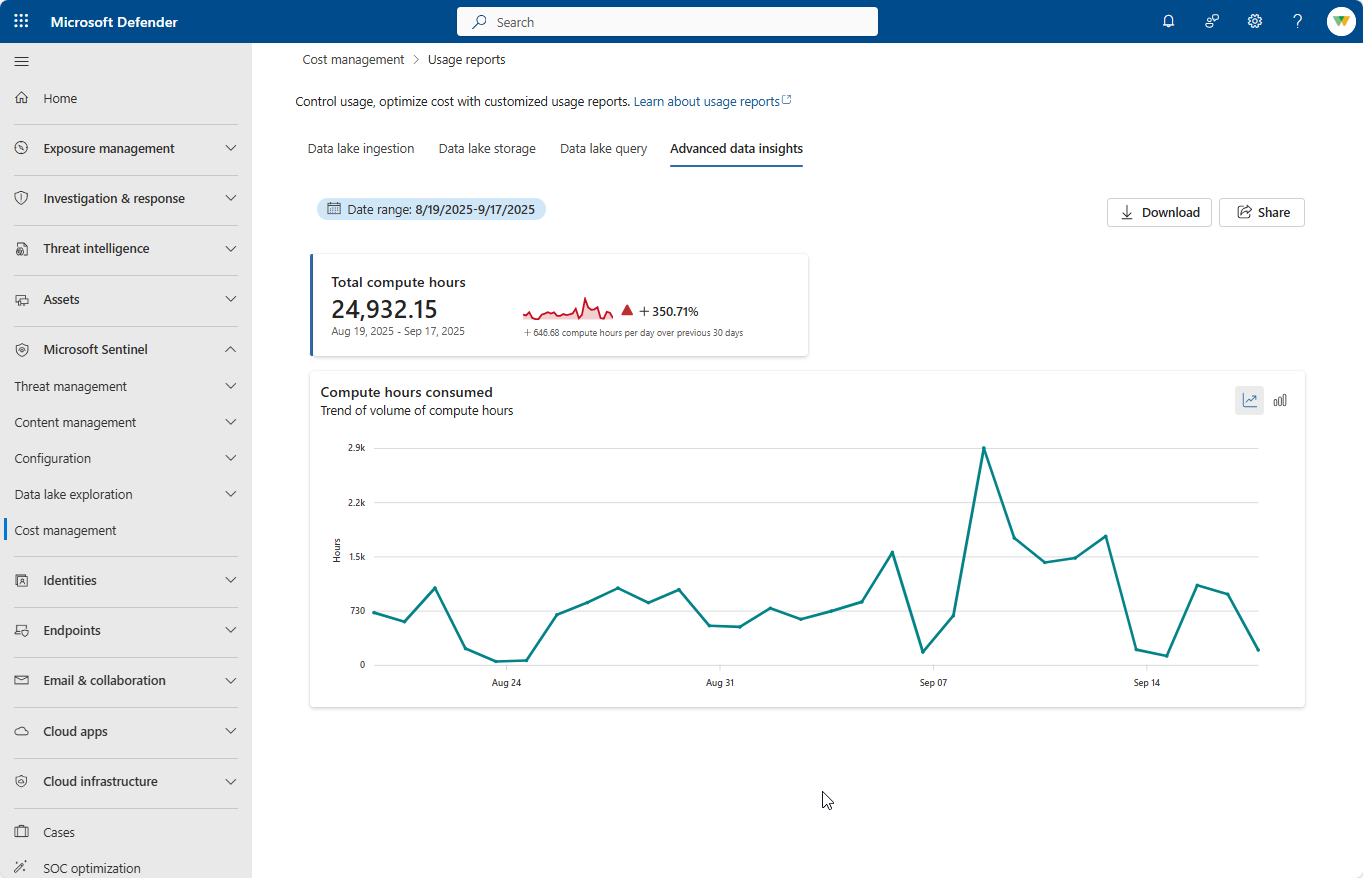 Microsoft Defender
Search
Home
Exposure management
Investigation & response
Threat intelligence
Assets
Microsoft Sentinel
Threat management
Content management
Configuration
Data lake exploration
Cost management
Identities
Endpoints
Email & collaboration
Cloud apps
Cloud infrastructure
Cases
SOC optimization
Cost management > Usage reports
Control usage, optimize cost with customized usage reports. Learn about usage reports
Data lake ingestion Data lake storage Data lake query Advanced data insights
Date range: 8/19/2025-9/17/2025
Download Share
Total compute hours
24,932.15
Aug 19, 2025 - Sep 17, 2025
+ 350.71%
+ 646.68 compute hours per day over previous 30 days
Compute hours consumed
Trend of volume of compute hours
Hours
2.9k
2.2k
1.5k
730
0
Aug 24 Aug 31 Sep 07 Sep 14